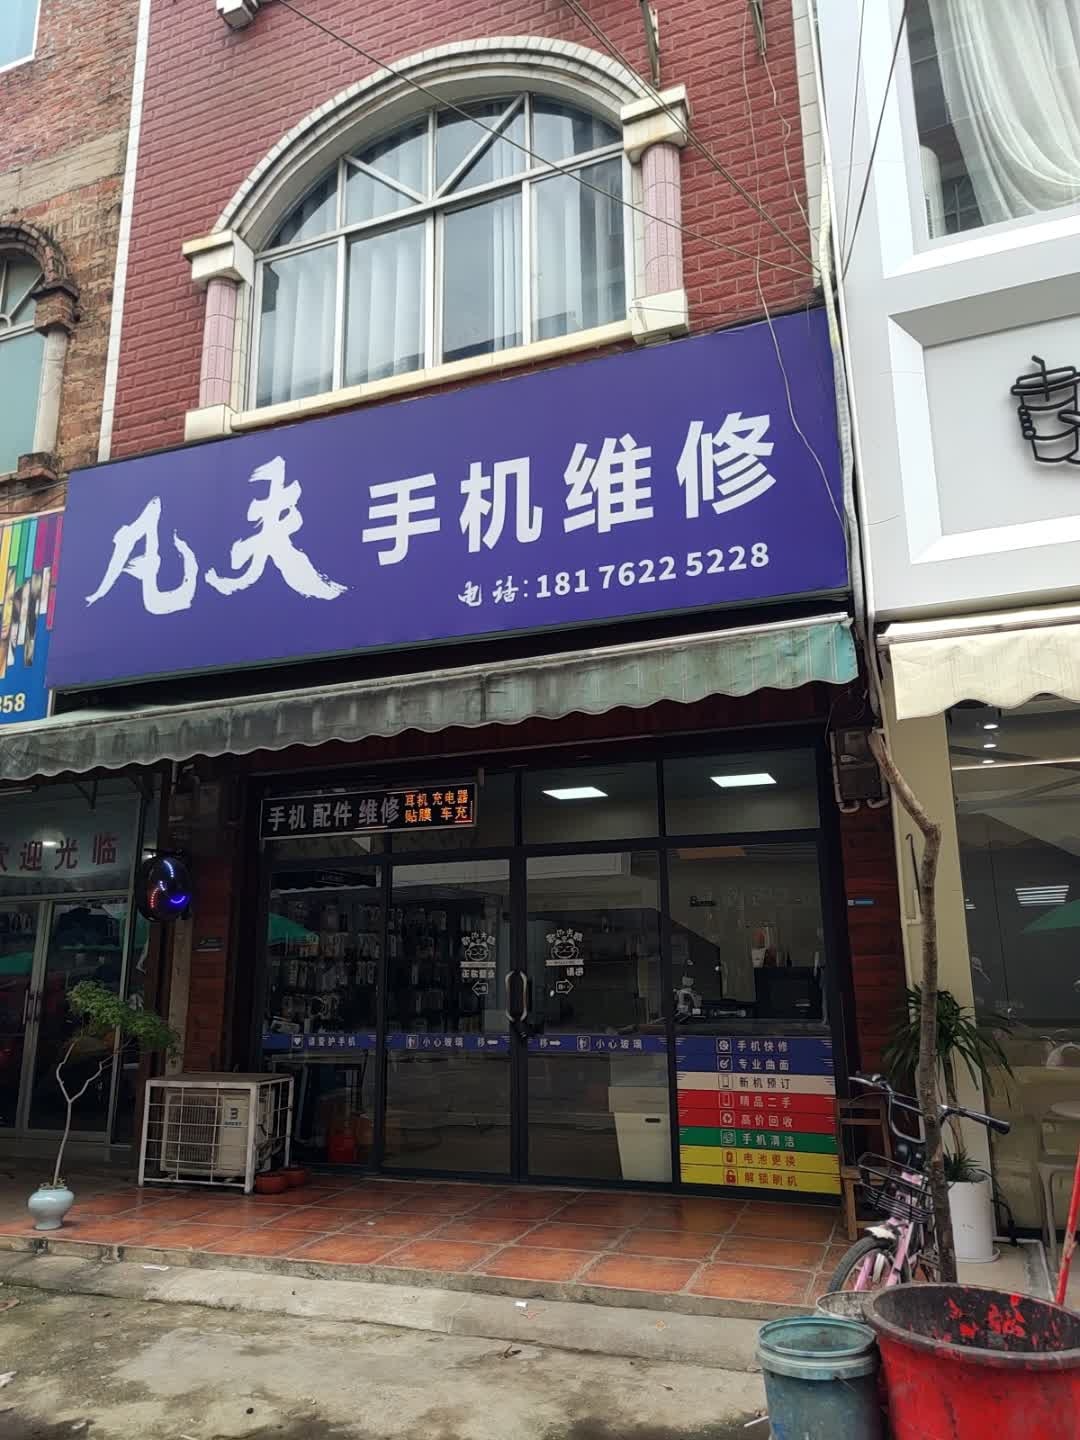 凡夫 手机维修
电话:181 7622 5228
858
手机 配件 维修
耳机 充电器
贴膜 车充
欢迎光临
请爱护手机
小心玻璃 移
移 小心玻璃
手机快修
专业曲面
新机预订
精品二手
高价回收
手机清洁
电池更换
解锁刷机